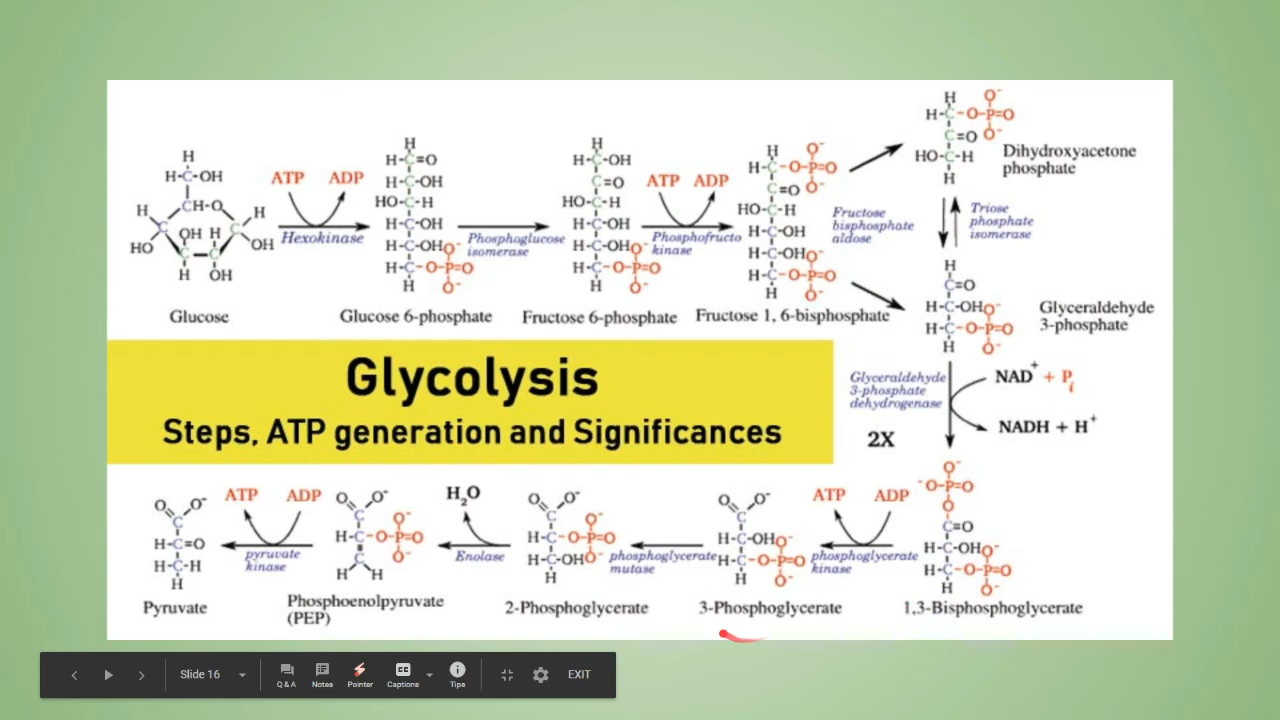 Glucose
ATP ADP
Hexokinase
Glucose 6-phosphate
Phosphoglucose
isomerase
Fructose 6-phosphate
ATP ADP
Phosphofructo
kinase
Fructose 1, 6-bisphosphate
Fructose
bisphosphate
aldose
Dihydroxyacetone
phosphate
Triose
phosphate
isomerase
Glyceraldehyde
3-phosphate
Glycolysis
Steps, ATP generation and Significances
Glyceraldehyde
3-phosphate
dehydrogenase
NAD+ + Pi
NADH + H+
2X
1,3-Bisphosphoglycerate
ATP ADP
phosphoglycerate
kinase
3-Phosphoglycerate
phosphoglycerate
mutase
2-Phosphoglycerate
H2O
Enolase
Phosphoenolpyruvate
(PEP)
ATP ADP
pyruvate
kinase
Pyruvate
Slide 16
Q & A
Notes
Pointer
CC
Captions
Tips
EXIT